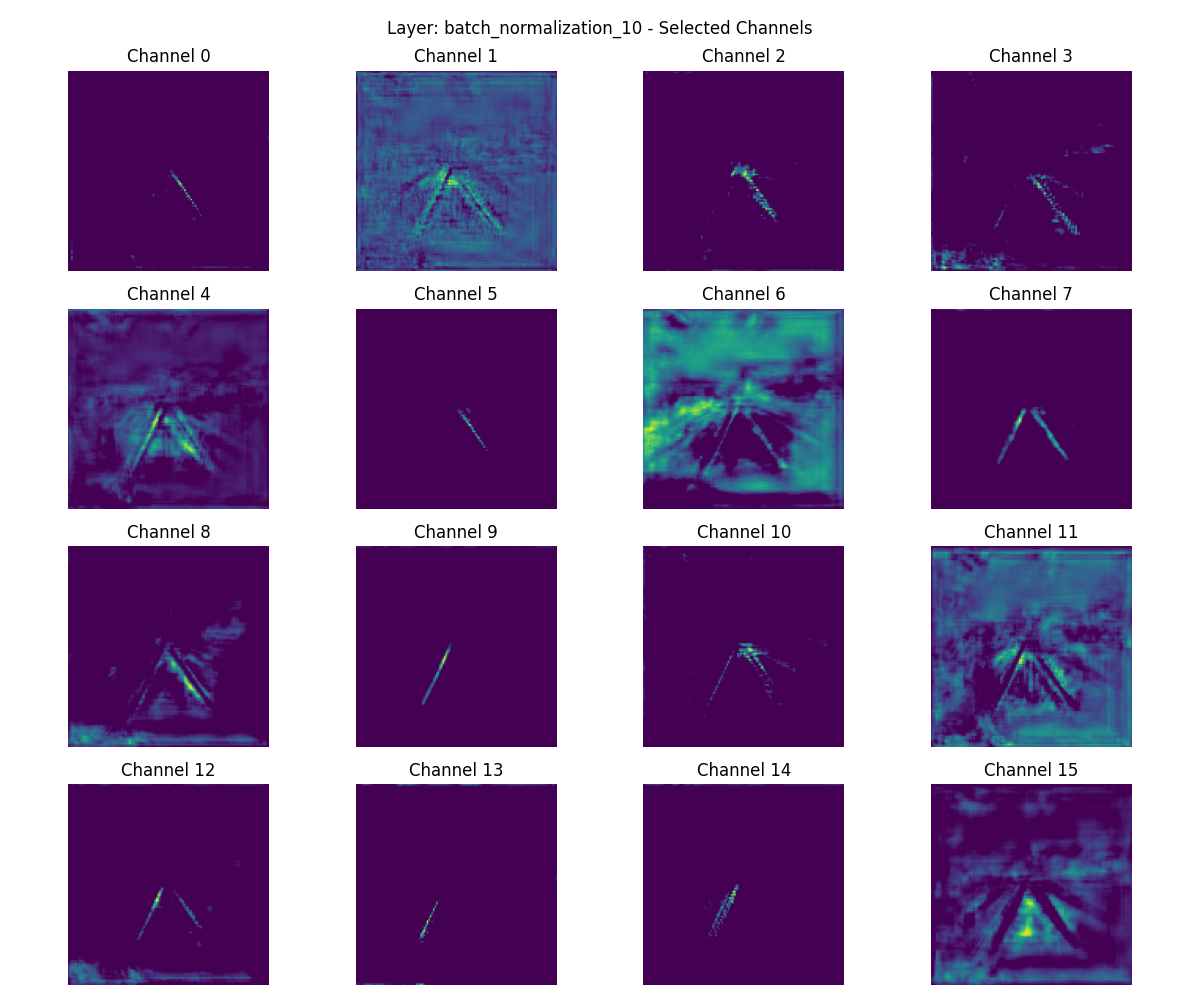 Layer: batch_normalization_10 - Selected Channels
Channel 0
Channel 1
Channel 2
Channel 3
Channel 4
Channel 5
Channel 6
Channel 7
Channel 8
Channel 9
Channel 10
Channel 11
Channel 12
Channel 13
Channel 14
Channel 15